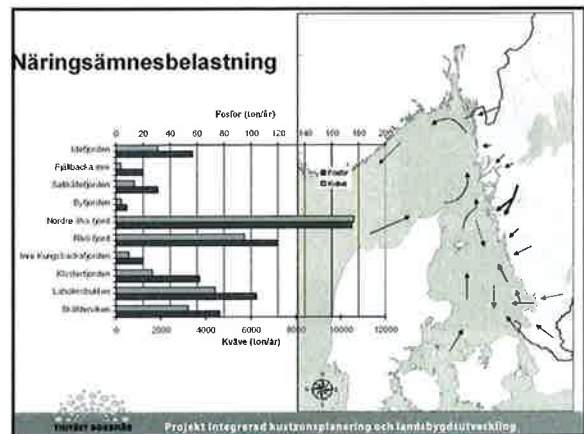 Näringsämnesbelastning
Fosfor (ton/år)
0 20 40 60 80 100 120 140 160 180 200
Idefjorden
Fjällbacka inre
Saltkällefjorden
Byfjorden
Nordre älvs fjord
Rivö fjord
Inre Kungsbackafjorden
Klosterfjorden
Laholmsbukten
Skälderviken
Fosfor
Kväve
0 2000 4000 6000 8000 10000 12000
Kväve (ton/år)
Projekt Integrerad kustzonsplanering och landsbygdsutveckling